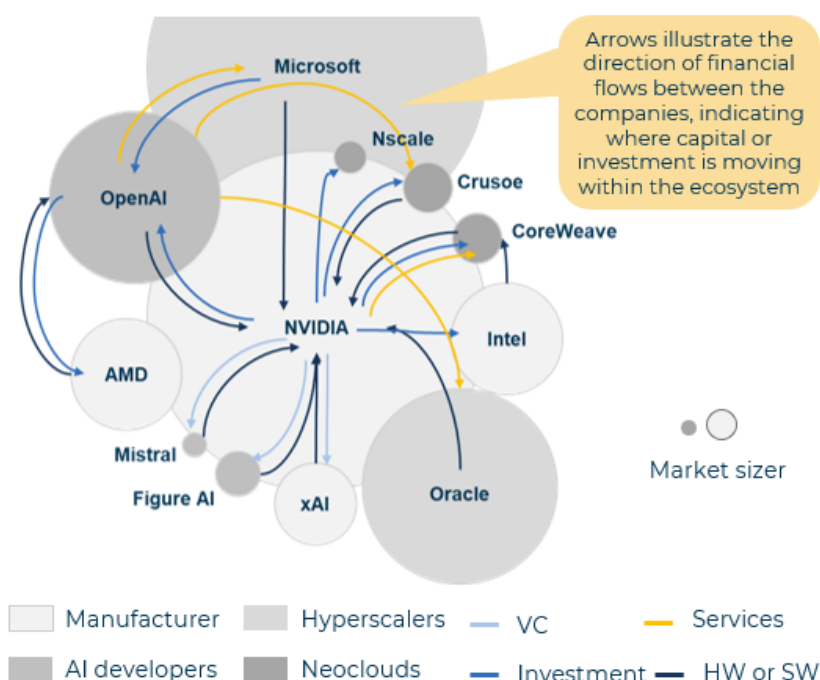 Microsoft
Arrows illustrate the
direction of financial
flows between the
companies, indicating
where capital or
investment is moving
within the ecosystem
Nscale
Crusoe
OpenAI
CoreWeave
NVIDIA
Intel
AMD
Mistral
Figure AI
xAI
Oracle
Market sizer
Manufacturer
Hyperscalers
VC
Services
AI developers
Neoclouds
Investment
HW or SW